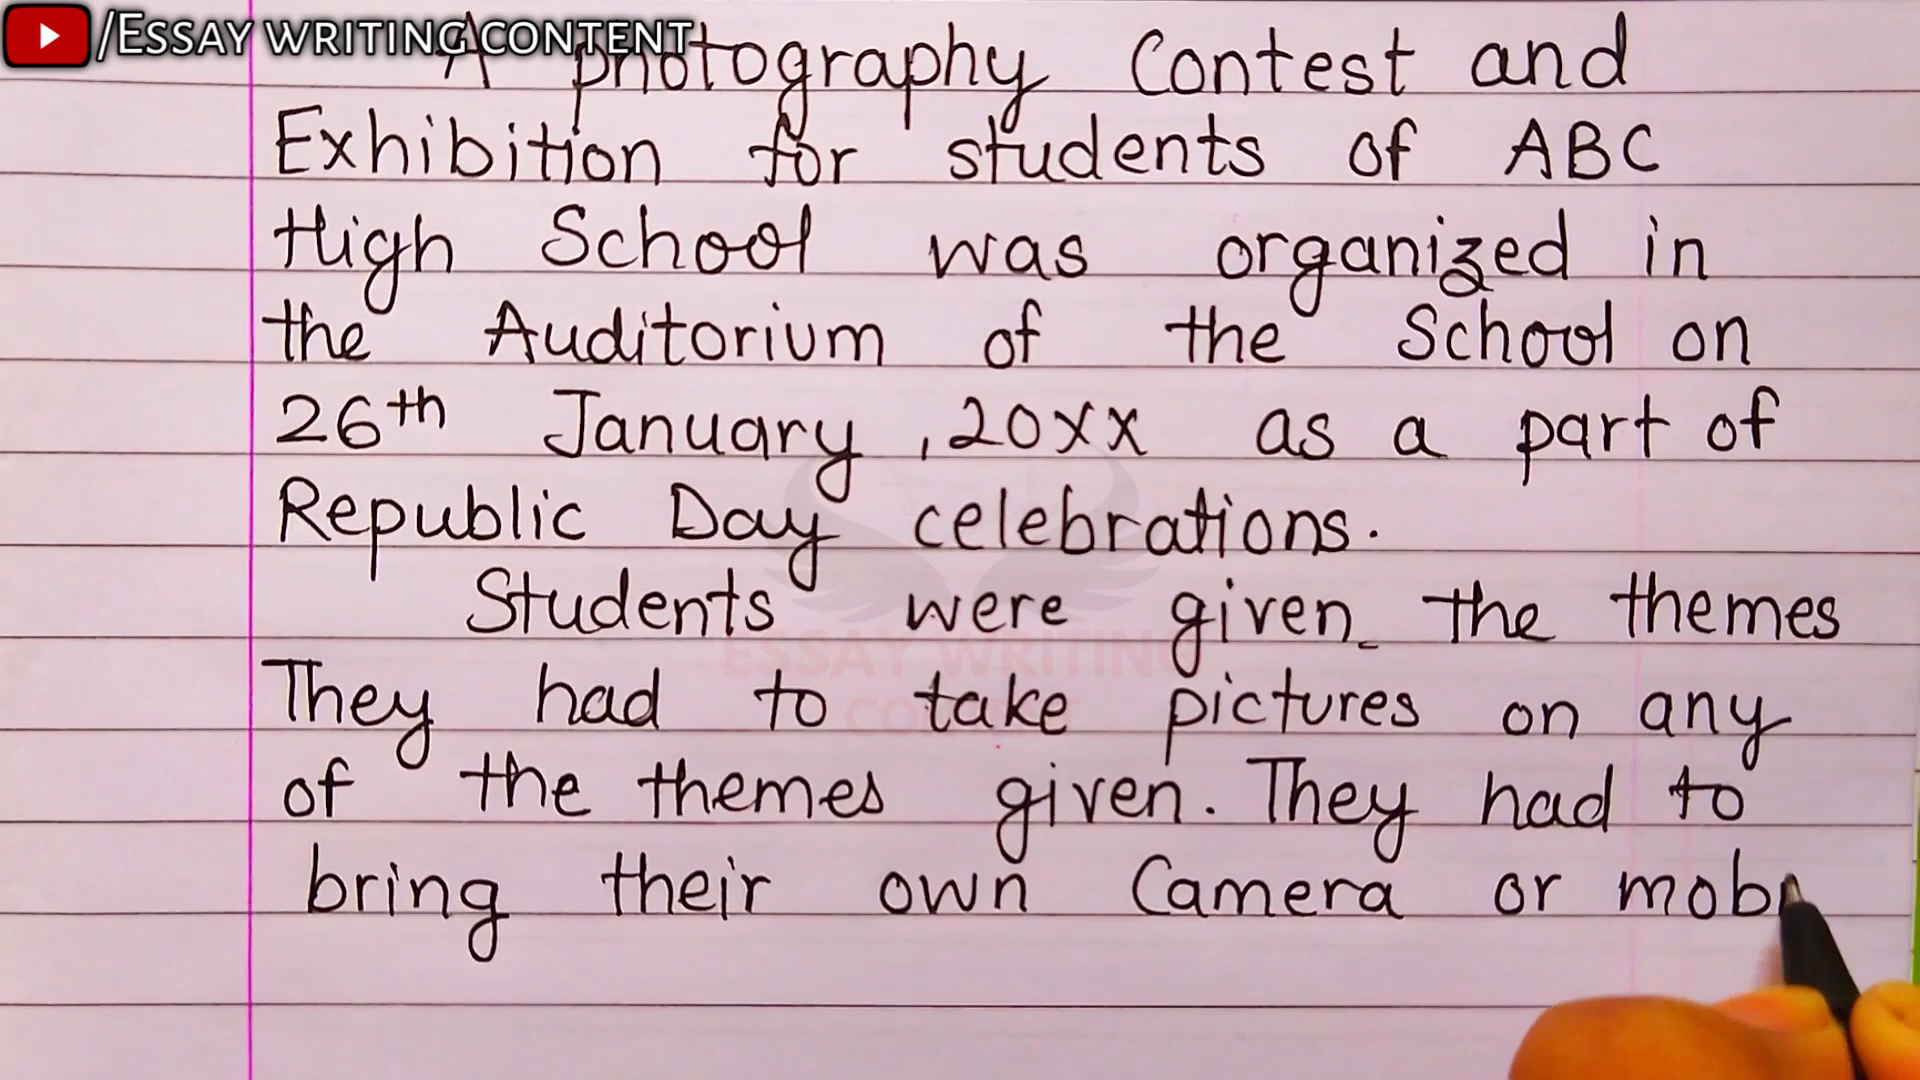 /ESSAY WRITING CONTENT
A photography Contest and
Exhibition for students of ABC
High School was organized in
the Auditorium of the School on
26th January, 20XX as a part of
Republic Day celebrations.
Students were given the themes
They had to take pictures on any
of the themes given. They had to
bring their own Camera or mob
ESSAY WRITING